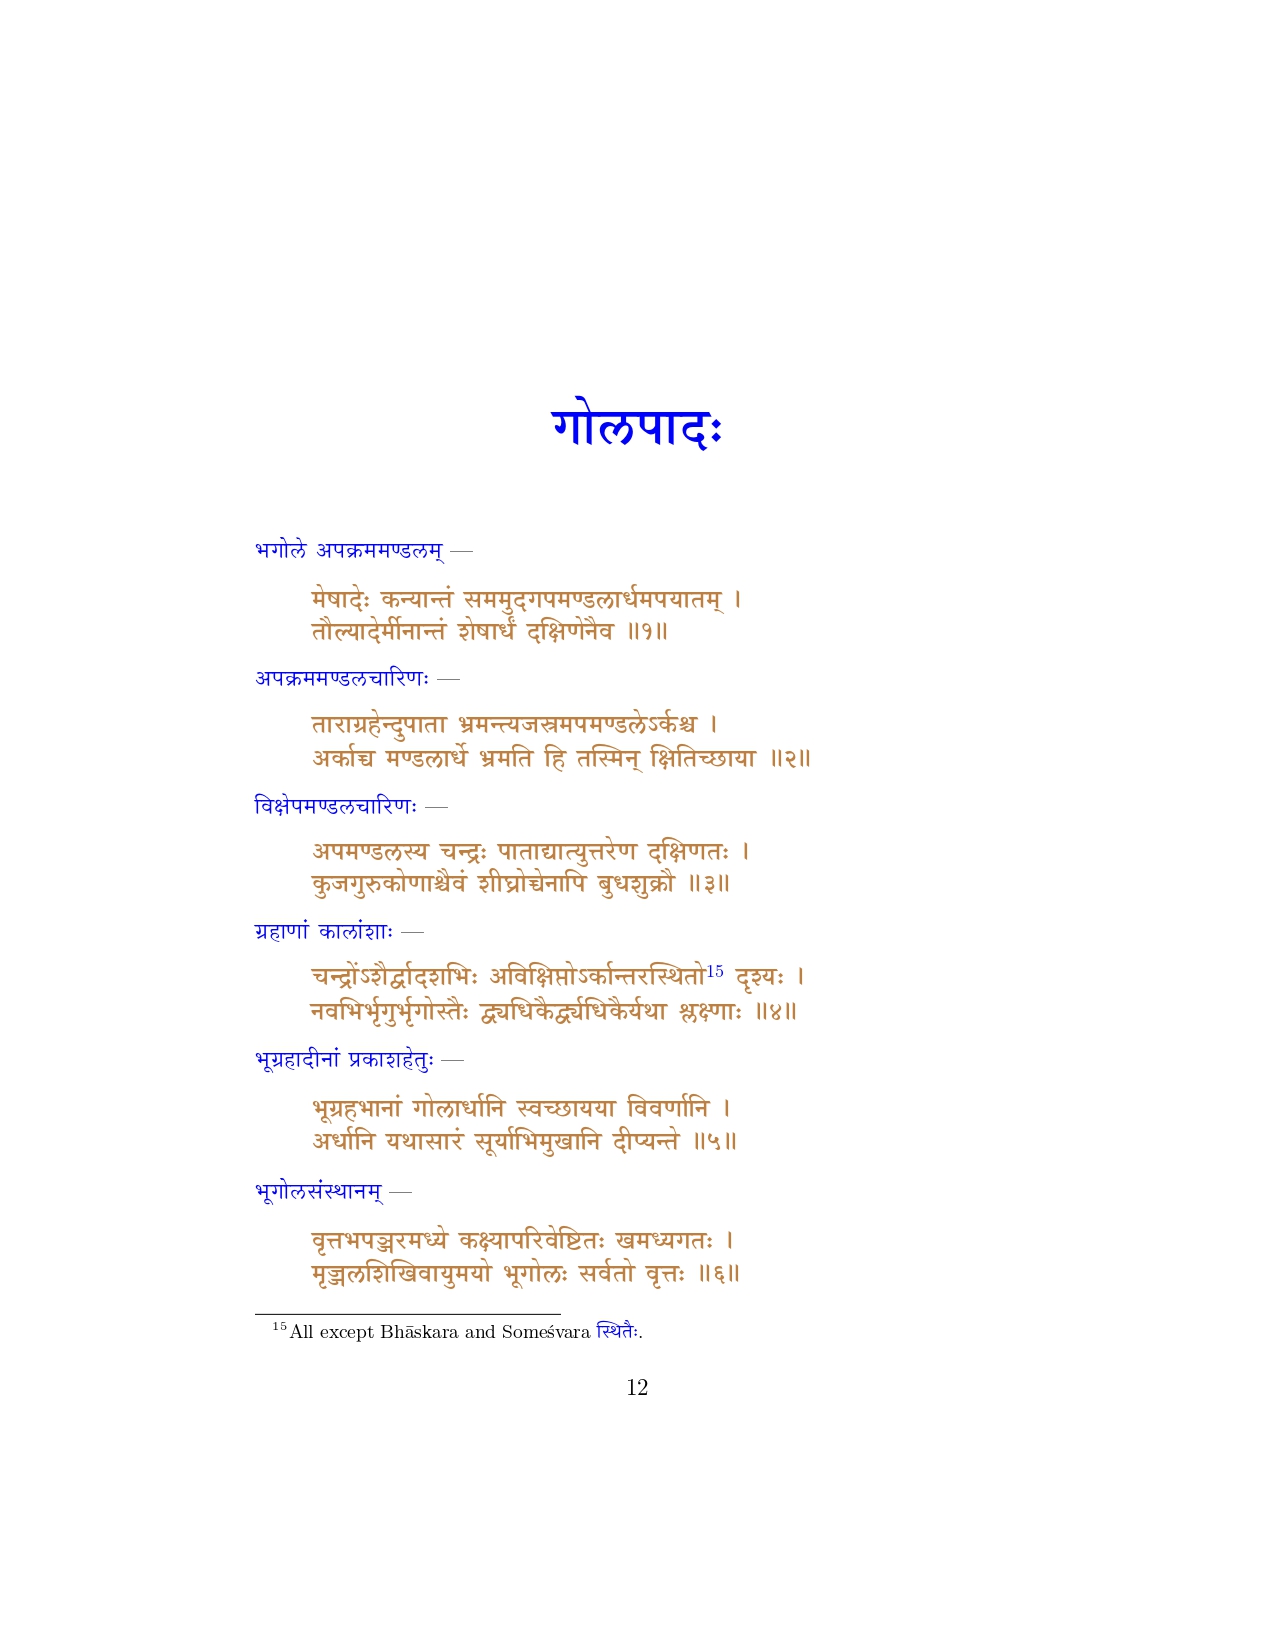 गोलपादः
भगोले अपक्रममण्डलम् —
मेषादेः कन्यान्तं सममुदगपमण्डलार्धमपयातम् ।
तौल्यादेर्मीनान्तं शेषार्धं दक्षिणेनैव ॥१॥
अपक्रममण्डलचारिणः —
ताराग्रहेन्दुपाता भ्रमन्त्यजस्रमपमण्डलेऽर्कश्च ।
अर्काच्च मण्डलार्धे भ्रमति हि तस्मिन् क्षितिच्छाया ॥२॥
विक्षेपमण्डलचारिणः —
अपमण्डलस्य चन्द्रः पाताद्यात्युत्तरेण दक्षिणतः ।
कुजगुरुकोणाश्चैवं शीघ्रोच्चेनापि बुधशुक्रौ ॥३॥
ग्रहाणां कालांशाः —
चन्द्रोंऽशैर्द्वादशभिः अविक्षिप्तोऽर्कान्तरस्थितो15 दृश्यः ।
नवभिर्भृगुर्भृगोस्तैः द्व्यधिकैर्द्व्यधिकैर्यथा श्लक्ष्णाः ॥४॥
भूग्रहादीनां प्रकाशहेतुः —
भूग्रहभानां गोलार्धानि स्वच्छायया विवर्णानि ।
अर्धानि यथासारं सूर्याभिमुखानि दीप्यन्ते ॥५॥
भूगोलसंस्थानम् —
वृत्तभपञ्जरमध्ये कक्ष्यापरिवेष्टितः खमध्यगतः ।
मृज्जलशिखिवायुमयो भूगोलः सर्वतो वृत्तः ॥६॥
15All except Bhāskara and Someśvara स्थितैः.
12